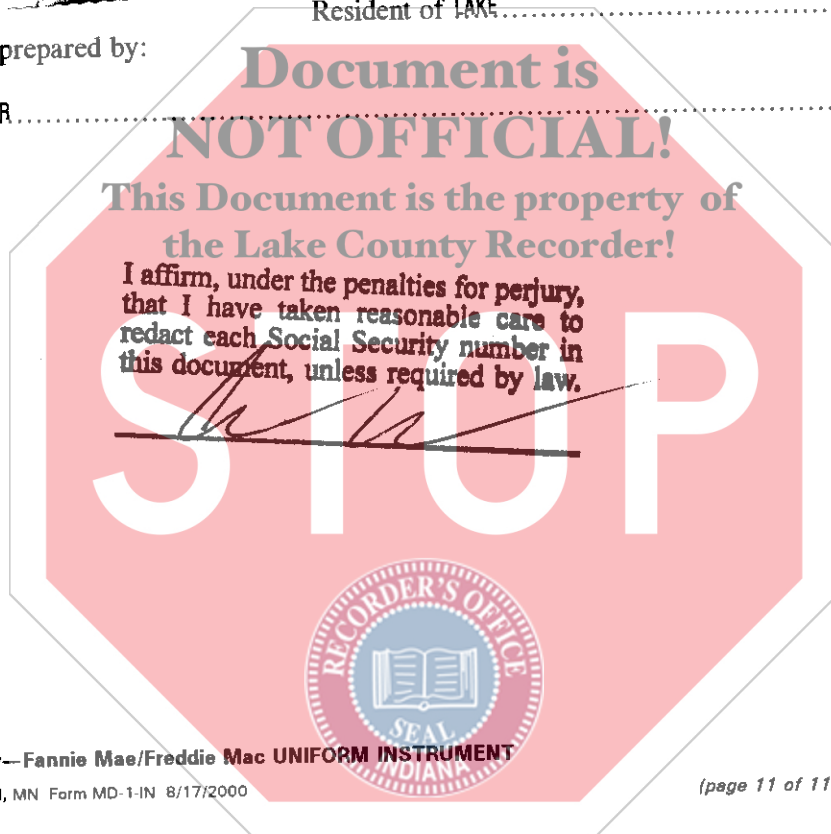 Resident of LAKE
prepared by:
R
Document is
NOT OFFICIAL!
This Document is the property of
the Lake County Recorder!
I affirm, under the penalties for perjury,
that I have taken reasonable care to
redact each Social Security number in
this document, unless required by law.
STOP
RECORDER'S OFFICE
SEAL
INDIANA
—Fannie Mae/Freddie Mac UNIFORM INSTRUMENT
, MN Form MD-1-IN 8/17/2000
(page 11 of 11